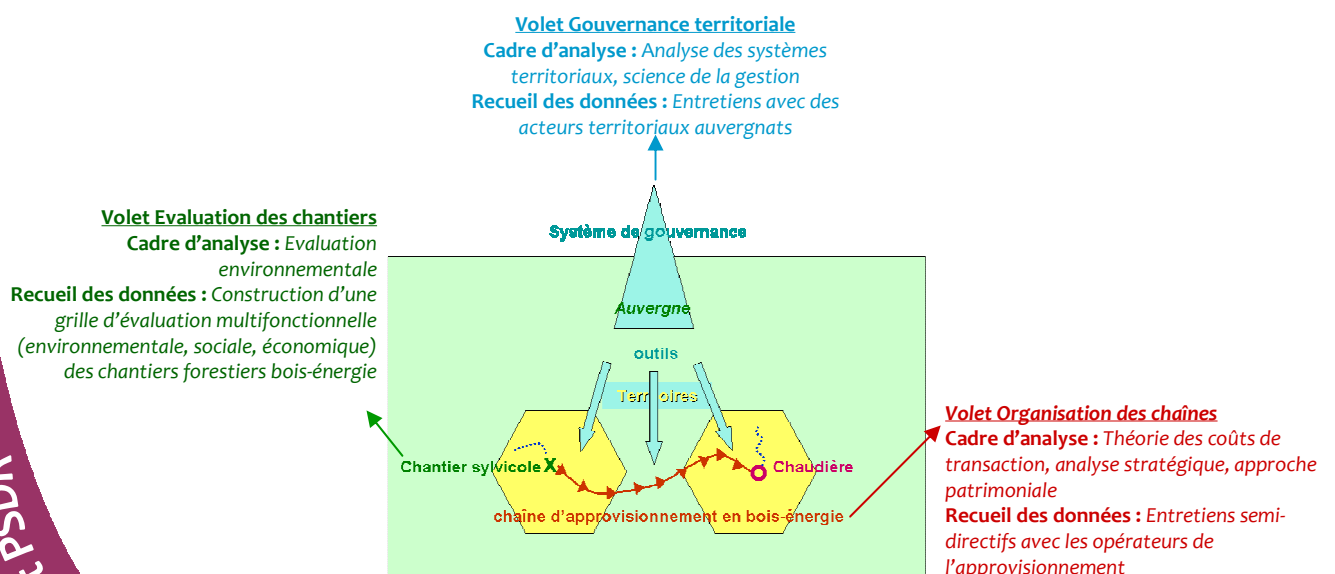 Volet Gouvernance territoriale
Cadre d'analyse : Analyse des systèmes
territoriaux, science de la gestion
Recueil des données : Entretiens avec des
acteurs territoriaux auvergnats
Volet Evaluation des chantiers
Cadre d'analyse : Evaluation
environnementale
Recueil des données : Construction d'une
grille d'évaluation multifonctionnelle
(environnementale, sociale, économique)
des chantiers forestiers bois-énergie
Système de gouvernance
Auvergne
outils
Territoires
Chantier sylvicole X
Chaudière
chaîne d'approvisionnement en bois-énergie
Volet Organisation des chaînes
Cadre d'analyse : Théorie des coûts de
transaction, analyse stratégique, approche
patrimoniale
Recueil des données : Entretiens semi-
directifs avec les opérateurs de
l'approvisionnement
PSDR